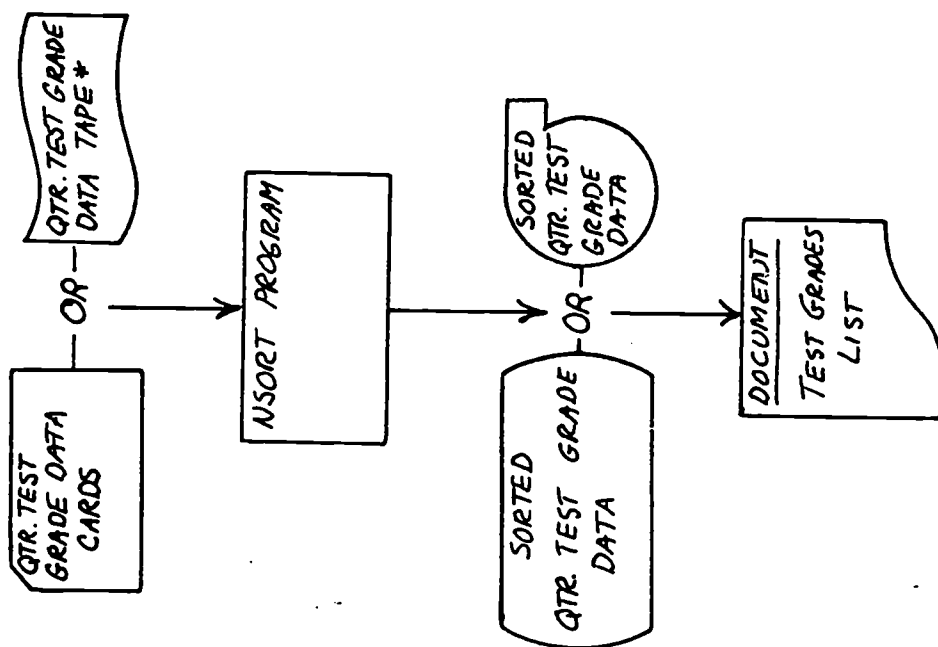 QTR. TEST
GRADE DATA
CARDS
OR
QTR. TEST GRADE
DATA TAPE*
NSORT PROGRAM
SORTED
QTR. TEST GRADE
DATA
OR
SORTED
QTR. TEST
GRADE
DATA
DOCUMENT
TEST GRADES
LIST